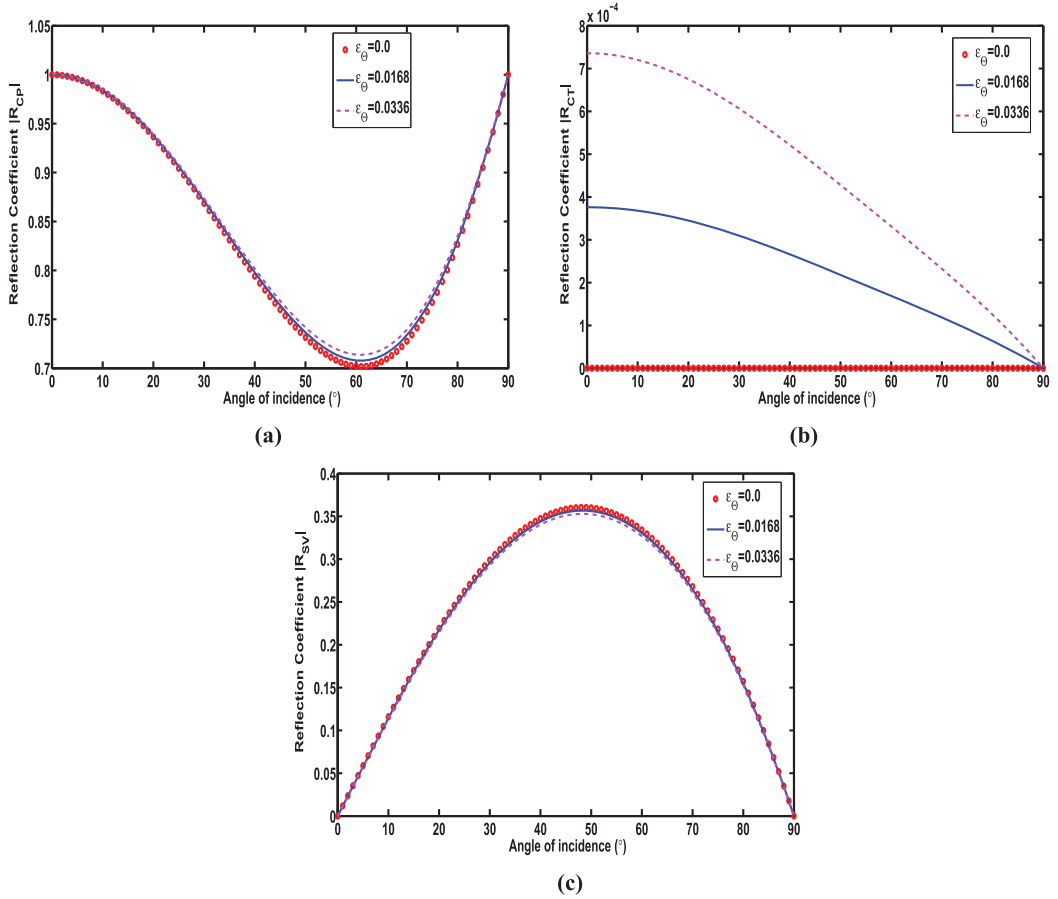 1.05
1
0.95
0.9
0.85
0.8
0.75
0.7
Reflection Coefficient |R_CP|
0 10 20 30 40 50 60 70 80 90
Angle of incidence (°)
ε_Θ=0.0
ε_Θ=0.0168
ε_Θ=0.0336
(a)
x 10^-4
8
7
6
5
4
3
2
1
0
Reflection Coefficient |R_CT|
0 10 20 30 40 50 60 70 80 90
Angle of incidence (°)
ε_Θ=0.0
ε_Θ=0.0168
ε_Θ=0.0336
(b)
0.4
0.35
0.3
0.25
0.2
0.15
0.1
0.05
0
Reflection Coefficient |R_SV|
0 10 20 30 40 50 60 70 80 90
Angle of incidence (°)
ε_Θ=0.0
ε_Θ=0.0168
ε_Θ=0.0336
(c)